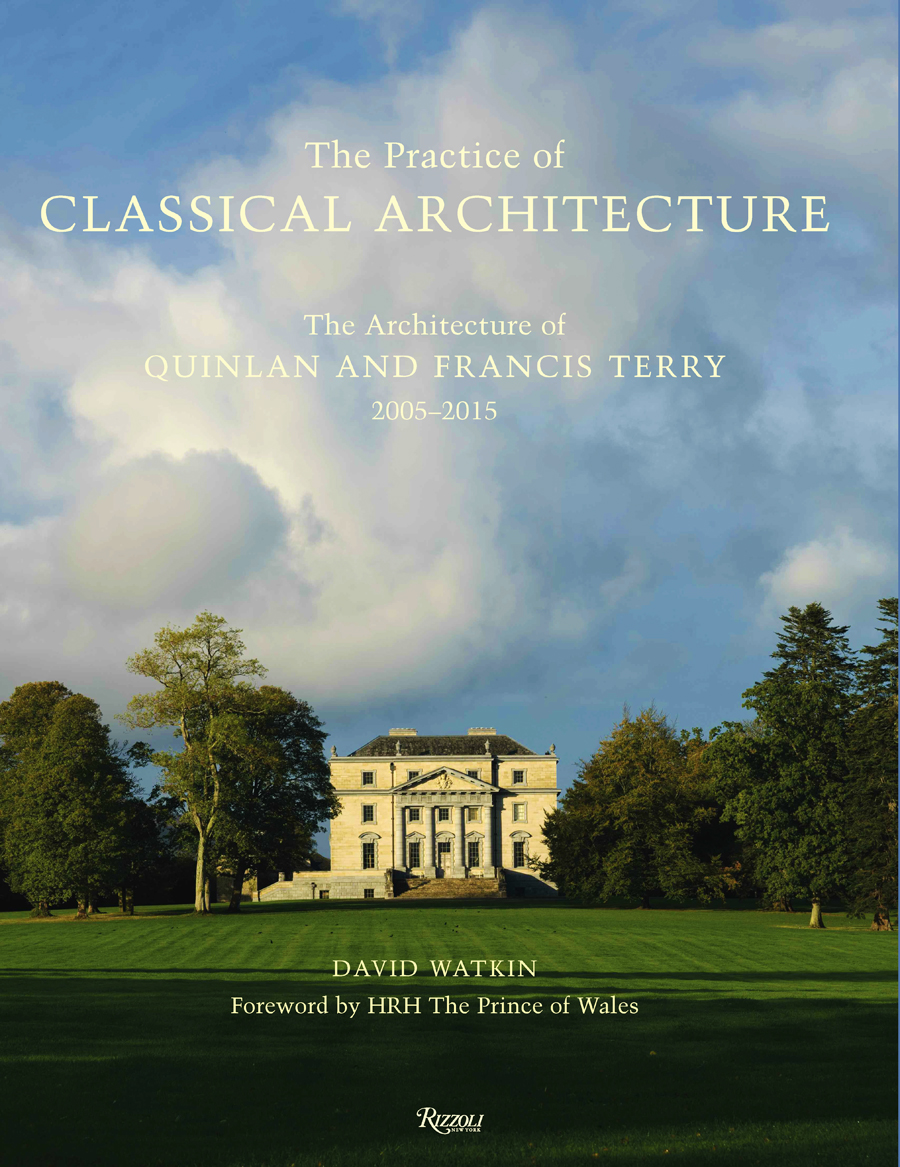 The Practice of
CLASSICAL ARCHITECTURE
The Architecture of
QUINLAN AND FRANCIS TERRY
2005–2015
DAVID WATKIN
Foreword by HRH The Prince of Wales
RIZZOLI
NEW YORK